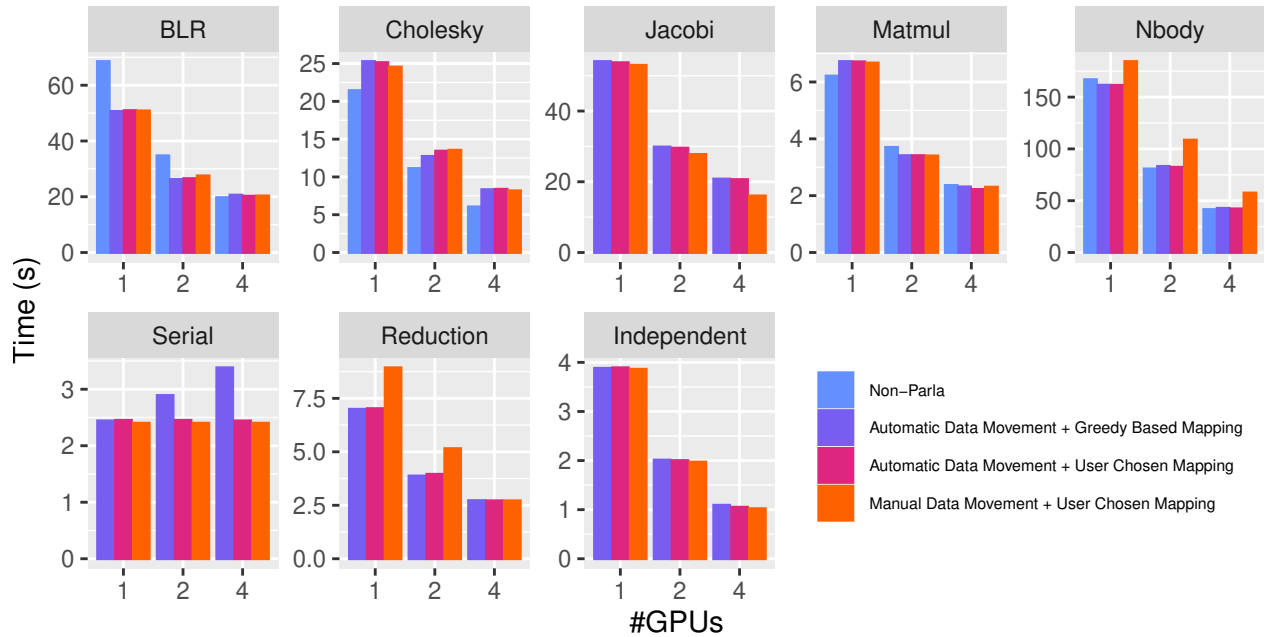 BLR
Cholesky
Jacobi
Matmul
Nbody
60
40
20
0
1 2 4
25
20
15
10
5
0
1 2 4
40
20
0
1 2 4
6
4
2
0
1 2 4
150
100
50
0
1 2 4
Time (s)
Serial
Reduction
Independent
3
2
1
0
1 2 4
7.5
5.0
2.5
0.0
1 2 4
4
3
2
1
0
1 2 4
#GPUs
Non−Parla
Automatic Data Movement + Greedy Based Mapping
Automatic Data Movement + User Chosen Mapping
Manual Data Movement + User Chosen Mapping